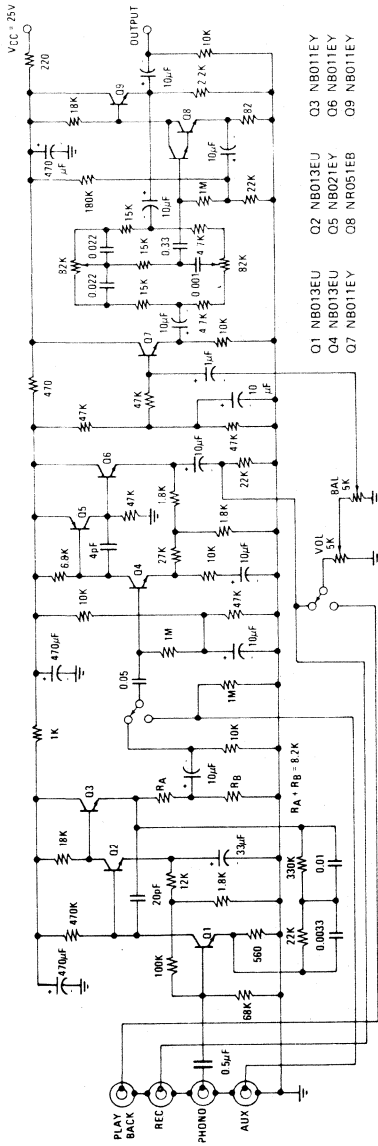 VCC = 25V
OUTPUT
220
10µF
10K
18K
Q9
2.2K
470 µF
180K
Q8
10µF
82
10µF
1M
22K
82K
15K
0.022
0.022
15K
15K
0.33
4.7K
0.001
82K
10µF
4.7K
Q7
10K
470
47K
47K
1µF
10 µF
47K
Q6
10µF
22K
Q5
47K
4pF
1.8K
1.8K
6.8K
27K
10K
10µF
Q4
10K
47K
1M
10µF
0.05
1M
470µF
1K
10K
10µF
RA
RB
RA + RB = 8.2K
Q3
18K
Q2
20pF
12K
33µF
330K
0.01
470K
470µF
100K
1.8K
Q1
560
22K
0.0033
68K
0.5µF
VOL
5K
BAL
5K
PLAY
BACK
REC
PHONO
AUX
Q1 NB013EU Q2 NB013EU Q3 NB011EY
Q4 NB013EU Q5 NB021EY Q6 NB011EY
Q7 NB011EY Q8 NR051EB Q9 NB011EY